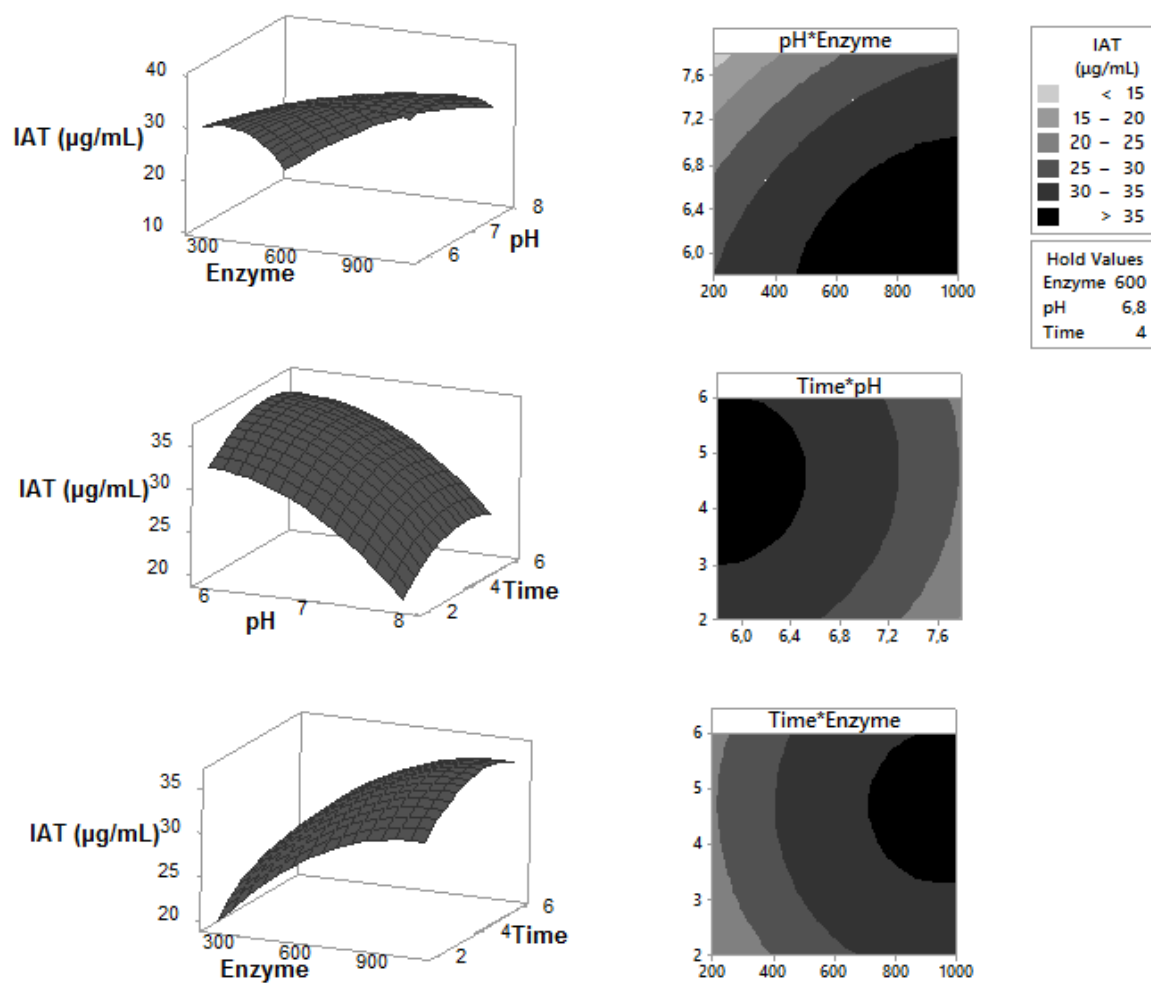 40
IAT (µg/mL)
30
20
10
300
600
900
Enzyme
6
7
8
pH
pH*Enzyme
7,6
7,2
6,8
6,4
6,0
200 400 600 800 1000
IAT
(µg/mL)
< 15
15 – 20
20 – 25
25 – 30
30 – 35
> 35
Hold Values
Enzyme 600
pH 6,8
Time 4
35
IAT (µg/mL)
30
25
20
6
7
8
pH
2
4
6
Time
Time*pH
6
5
4
3
2
6,0 6,4 6,8 7,2 7,6
35
IAT (µg/mL)
30
25
20
300
600
900
Enzyme
2
4
6
Time
Time*Enzyme
6
5
4
3
2
200 400 600 800 1000